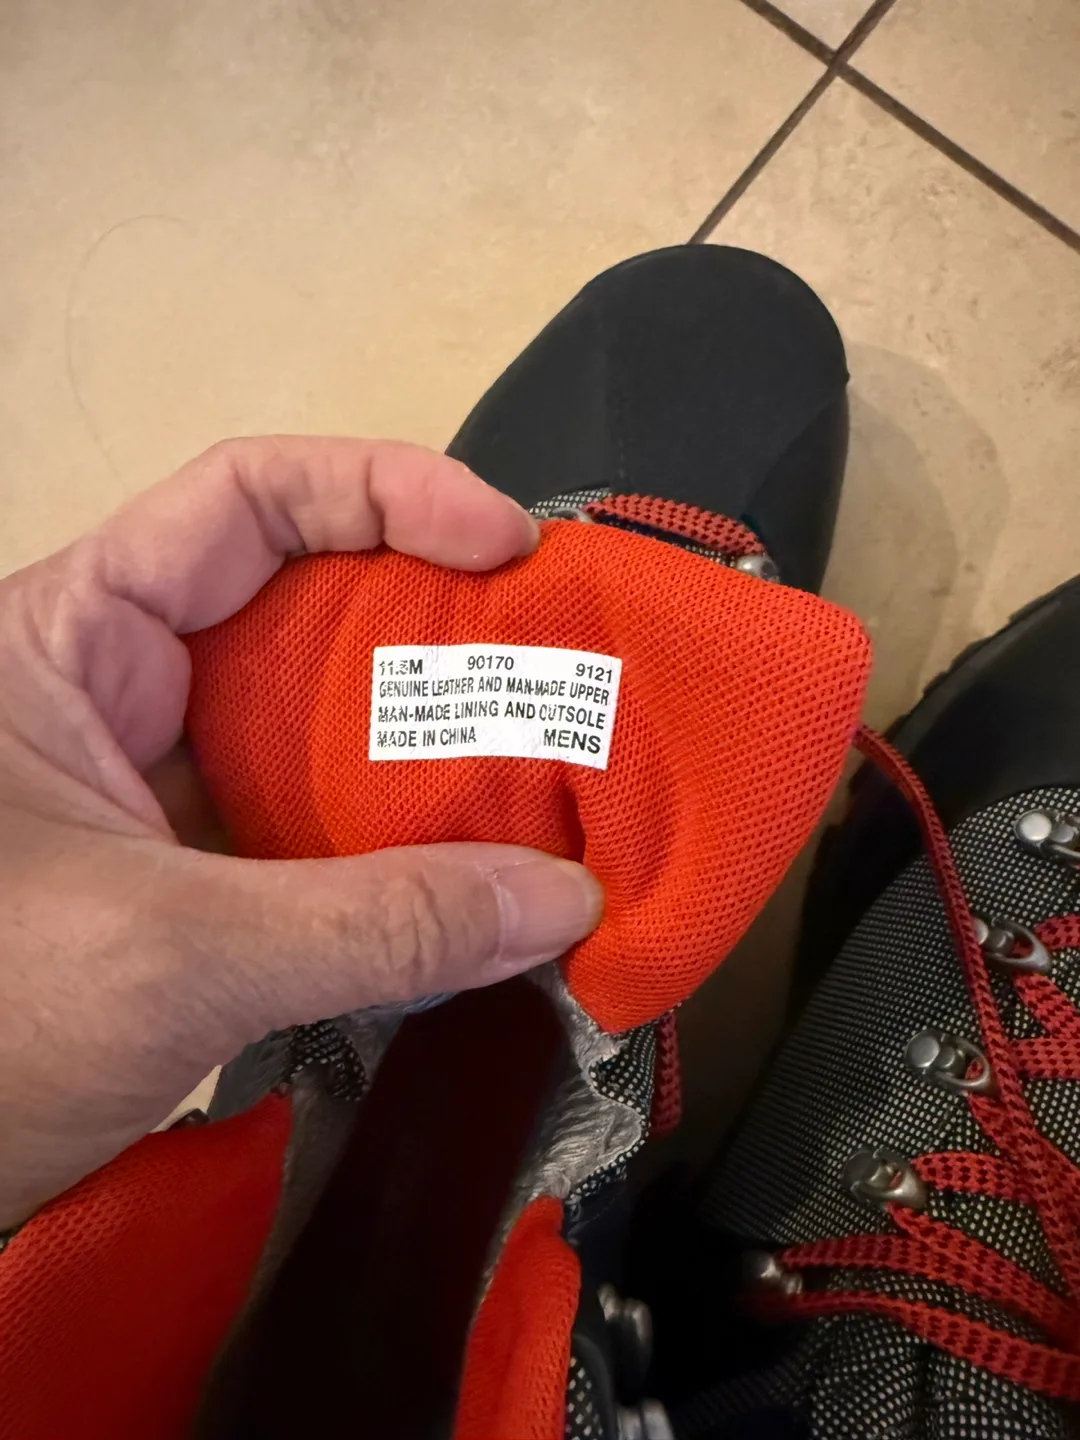 11.5M 90170 9121
GENUINE LEATHER AND MAN-MADE UPPER
MAN-MADE LINING AND OUTSOLE
MADE IN CHINA MENS